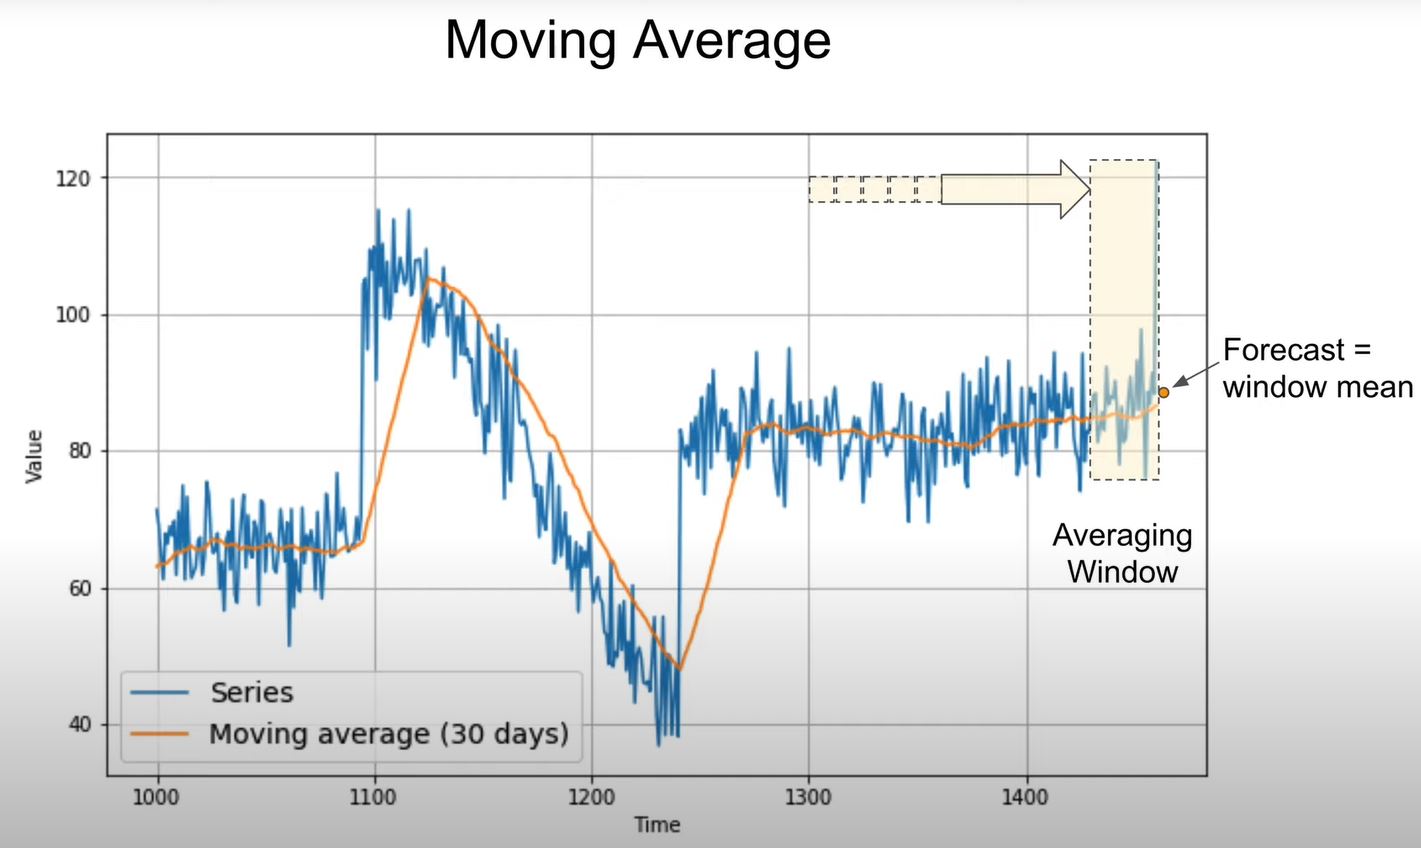 Moving Average
120
100
80
60
40
Value
Forecast =
window mean
Averaging
Window
Series
Moving average (30 days)
1000
1100
1200
1300
1400
Time